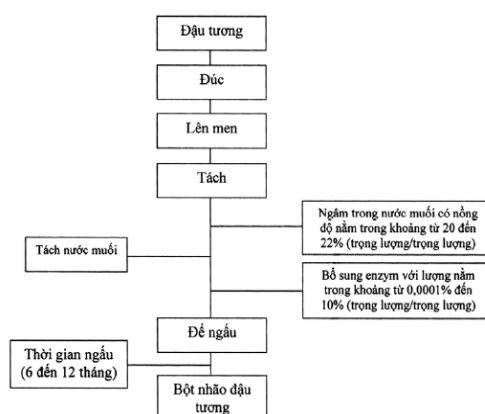 Đậu tương
Đúc
Lên men
Tách
Ngâm trong nước muối có nồng
độ nằm trong khoảng từ 20 đến
22% (trọng lượng/trọng lượng)
Tách nước muối
Bổ sung enzym với lượng nằm
trong khoảng từ 0,0001% đến
10% (trọng lượng/trọng lượng)
Để ngấu
Thời gian ngấu
(6 đến 12 tháng)
Bột nhão đậu
tương